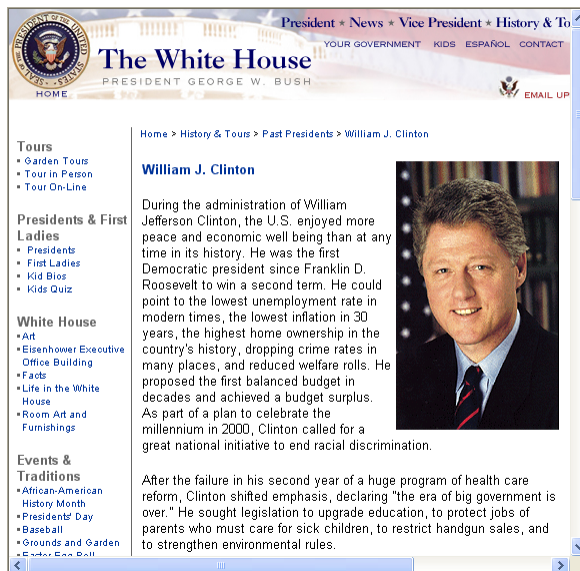 President ★ News ★ Vice President ★ History & To
YOUR GOVERNMENT KIDS ESPAÑOL CONTACT
The White House
PRESIDENT GEORGE W. BUSH
SEAL OF THE PRESIDENT OF THE UNITED STATES
HOME
EMAIL UP
Home > History & Tours > Past Presidents > William J. Clinton
Tours
Garden Tours
Tour in Person
Tour On-Line
Presidents & First
Ladies
Presidents
First Ladies
Kid Bios
Kids Quiz
White House
Art
Eisenhower Executive
Office Building
Facts
Life in the White
House
Room Art and
Furnishings
Events &
Traditions
African-American
History Month
Presidents' Day
Baseball
Grounds and Garden
Easter Egg Roll
William J. Clinton
During the administration of William
Jefferson Clinton, the U.S. enjoyed more
peace and economic well being than at any
time in its history. He was the first
Democratic president since Franklin D.
Roosevelt to win a second term. He could
point to the lowest unemployment rate in
modern times, the lowest inflation in 30
years, the highest home ownership in the
country's history, dropping crime rates in
many places, and reduced welfare rolls. He
proposed the first balanced budget in
decades and achieved a budget surplus.
As part of a plan to celebrate the
millennium in 2000, Clinton called for a
great national initiative to end racial discrimination.
After the failure in his second year of a huge program of health care
reform, Clinton shifted emphasis, declaring "the era of big government is
over." He sought legislation to upgrade education, to protect jobs of
parents who must care for sick children, to restrict handgun sales, and
to strengthen environmental rules.